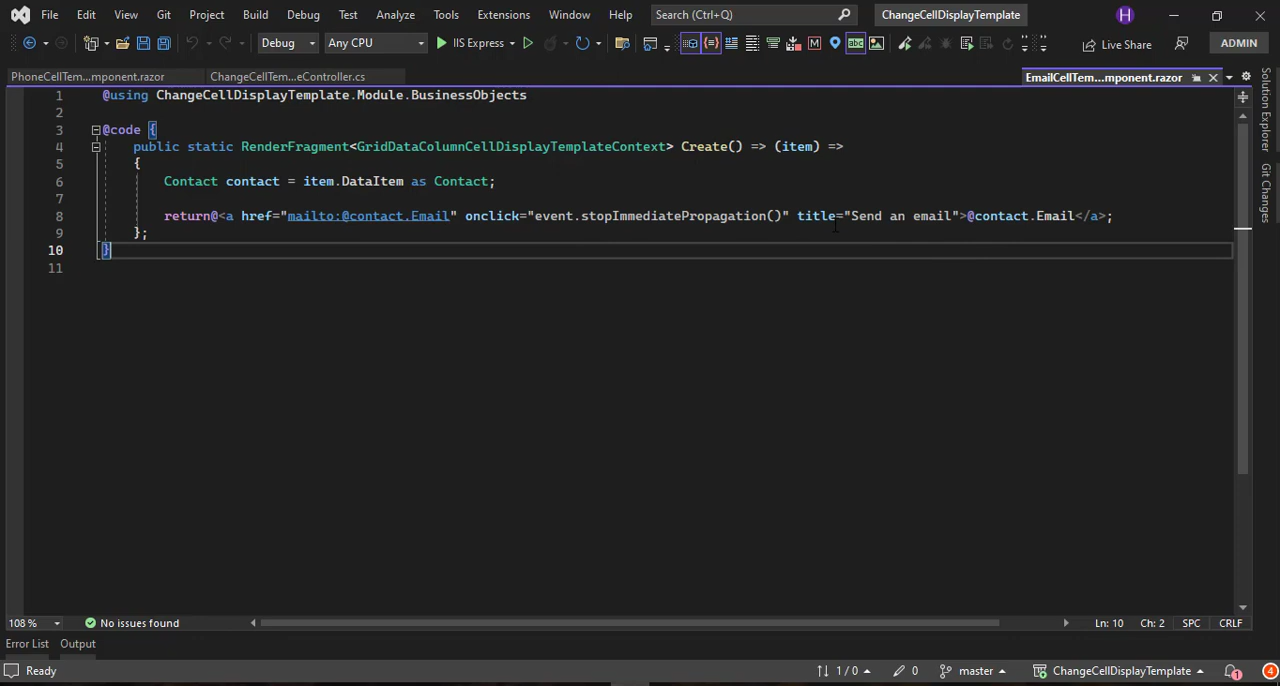 File Edit View Git Project Build Debug Test Analyze Tools Extensions Window Help Search (Ctrl+Q) ChangeCellDisplayTemplate H
Debug Any CPU IIS Express M abc Live Share ADMIN
PhoneCellTem...mponent.razor ChangeCellTem...eController.cs EmailCellTem...mponent.razor
1 @using ChangeCellDisplayTemplate.Module.BusinessObjects
2
3 @code {
4 public static RenderFragment<GridDataColumnCellDisplayTemplateContext> Create() => (item) =>
5 {
6 Contact contact = item.DataItem as Contact;
7
8 return@<a href="mailto:@contact.Email" onclick="event.stopImmediatePropagation()" title="Send an email">@contact.Email</a>;
9 };
10 }
11
Solution Explorer
Git Changes
108 % No issues found Ln: 10 Ch: 2 SPC CRLF
Error List Output
Ready 1 / 0 0 master ChangeCellDisplayTemplate 1 4